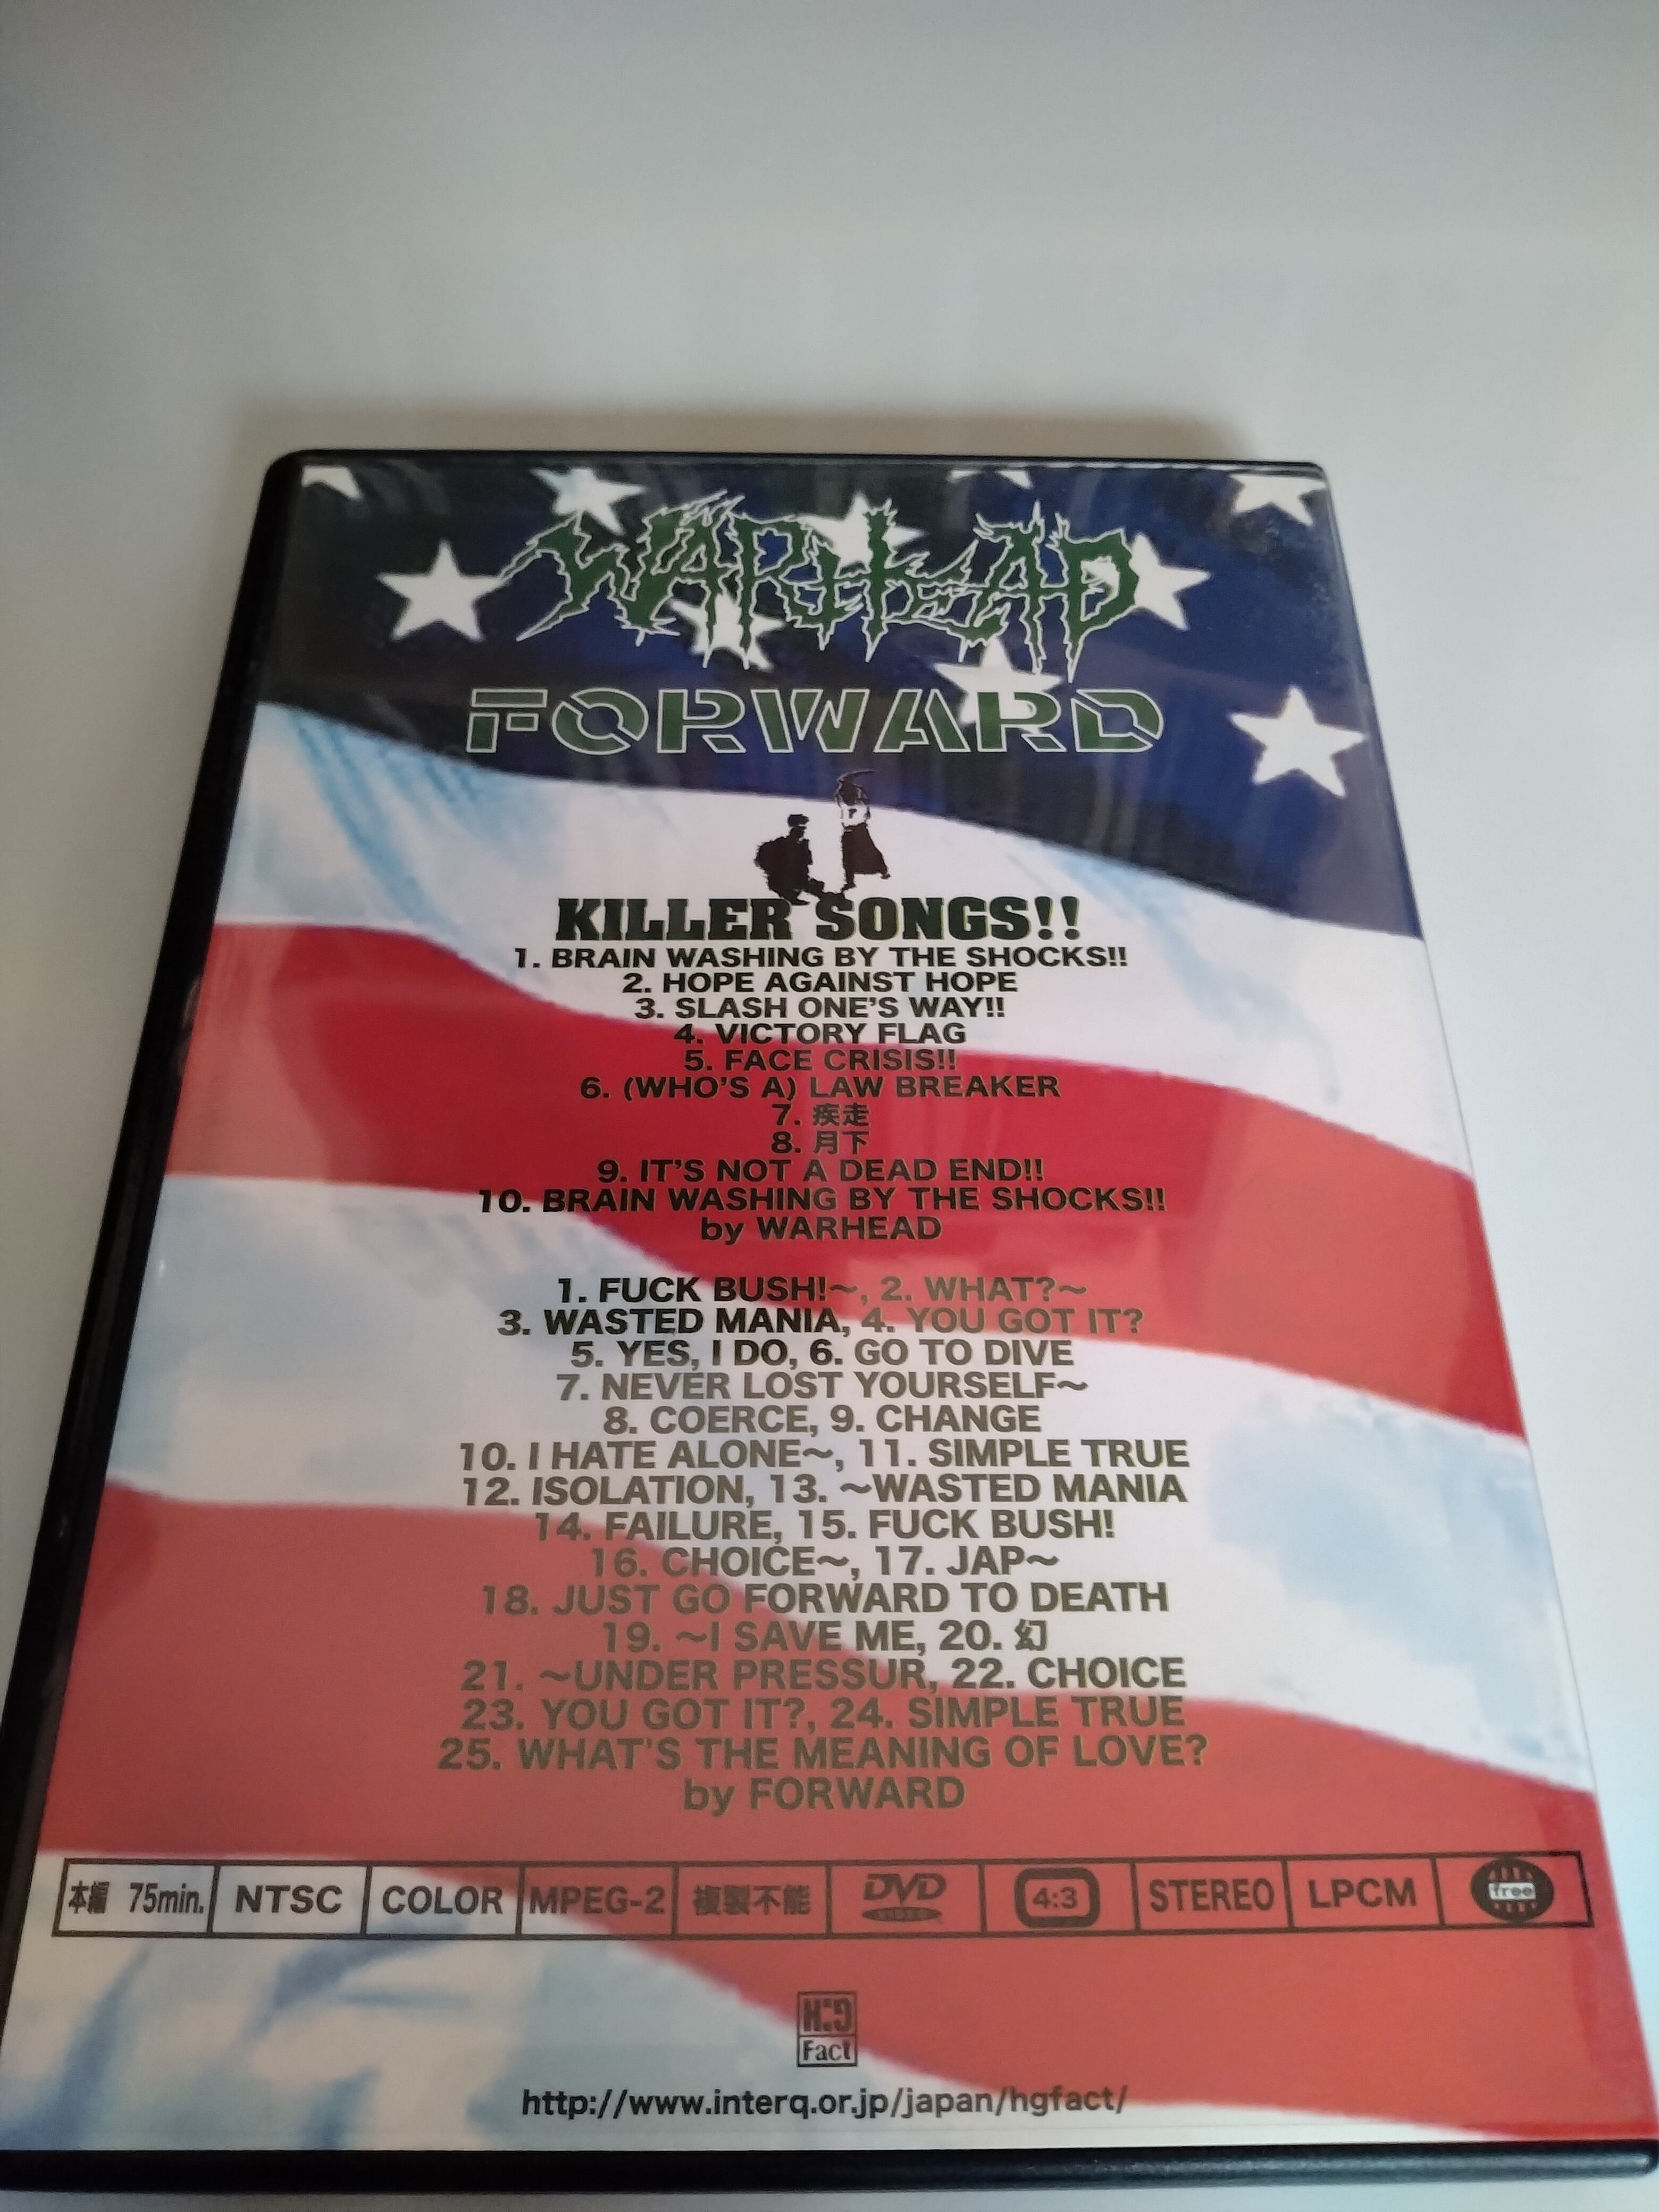 WARHEAD
FORWARD
KILLER SONGS!!
1. BRAIN WASHING BY THE SHOCKS!!
2. HOPE AGAINST HOPE
3. SLASH ONE'S WAY!!
4. VICTORY FLAG
5. FACE CRISIS!!
6. (WHO'S A) LAW BREAKER
7. 疾走
8. 月下
9. IT'S NOT A DEAD END!!
10. BRAIN WASHING BY THE SHOCKS!!
by WARHEAD
1. FUCK BUSH!～, 2. WHAT?～
3. WASTED MANIA, 4. YOU GOT IT?
5. YES, I DO, 6. GO TO DIVE
7. NEVER LOST YOURSELF～
8. COERCE, 9. CHANGE
10. I HATE ALONE～, 11. SIMPLE TRUE
12. ISOLATION, 13. ～WASTED MANIA
14. FAILURE, 15. FUCK BUSH!
16. CHOICE～, 17. JAP～
18. JUST GO FORWARD TO DEATH
19. ～I SAVE ME, 20. 幻
21. ～UNDER PRESSUR, 22. CHOICE
23. YOU GOT IT?, 24. SIMPLE TRUE
25. WHAT'S THE MEANING OF LOVE?
by FORWARD
本編 75min. NTSC COLOR MPEG-2 複製不能 DVD VIDEO 4:3 STEREO LPCM free
H:G
Fact
http://www.interq.or.jp/japan/hgfact/